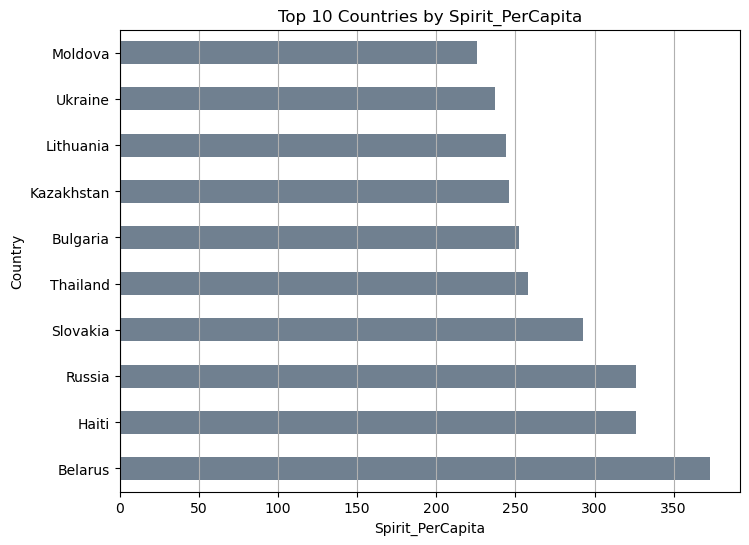 Top 10 Countries by Spirit_PerCapita
Moldova
Ukraine
Lithuania
Kazakhstan
Bulgaria
Thailand
Slovakia
Russia
Haiti
Belarus
Country
0 50 100 150 200 250 300 350
Spirit_PerCapita